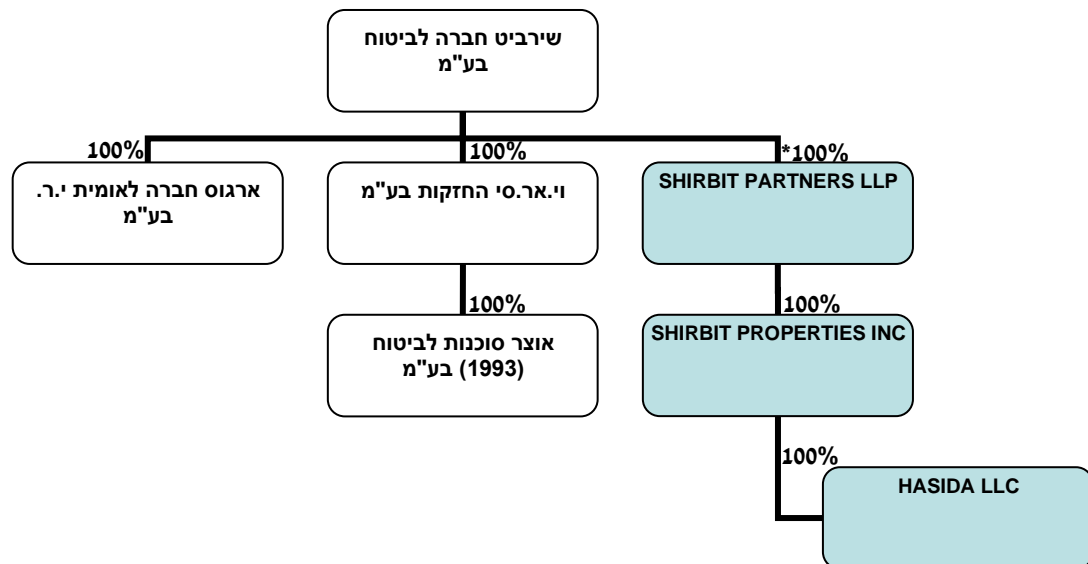 שירביט חברה לביטוח
בע"מ
100%
100%
*100%
ארגוס חברה לאומית י.ר.
בע"מ
וי.אר.סי החזקות בע"מ
SHIRBIT PARTNERS LLP
100%
100%
אוצר סוכנות לביטוח
(1993) בע"מ
SHIRBIT PROPERTIES INC
100%
HASIDA LLC